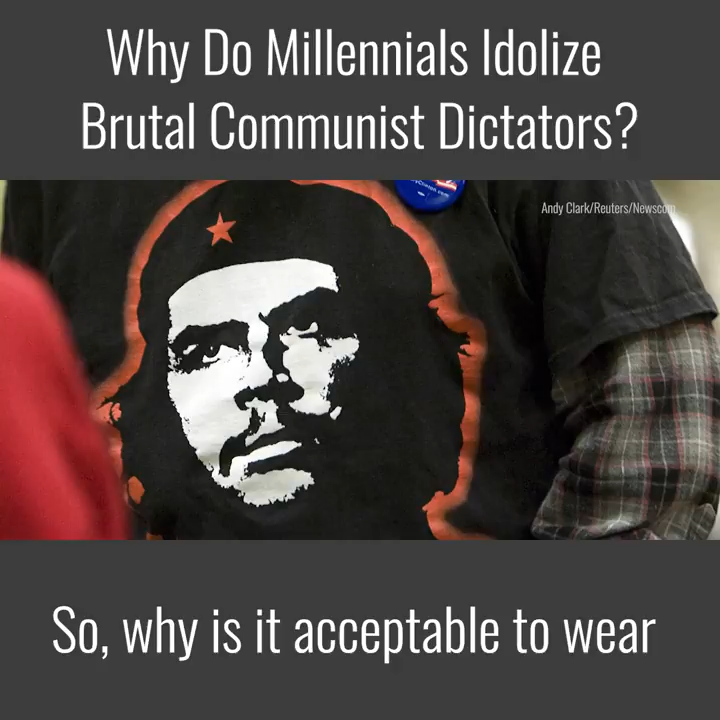 Why Do Millennials Idolize
Brutal Communist Dictators?
Andy Clark/Reuters/Newscom
So, why is it acceptable to wear